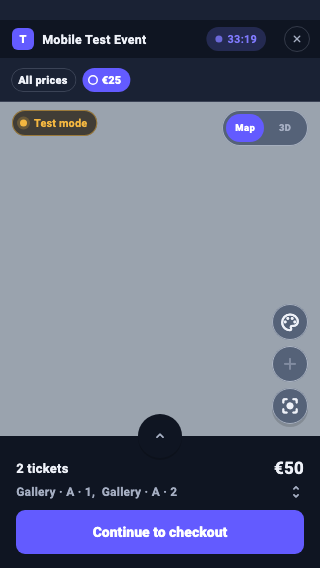 T Mobile Test Event 33:19
All prices €25
Test mode Map 3D
2 tickets €50
Gallery · A · 1, Gallery · A · 2
Continue to checkout